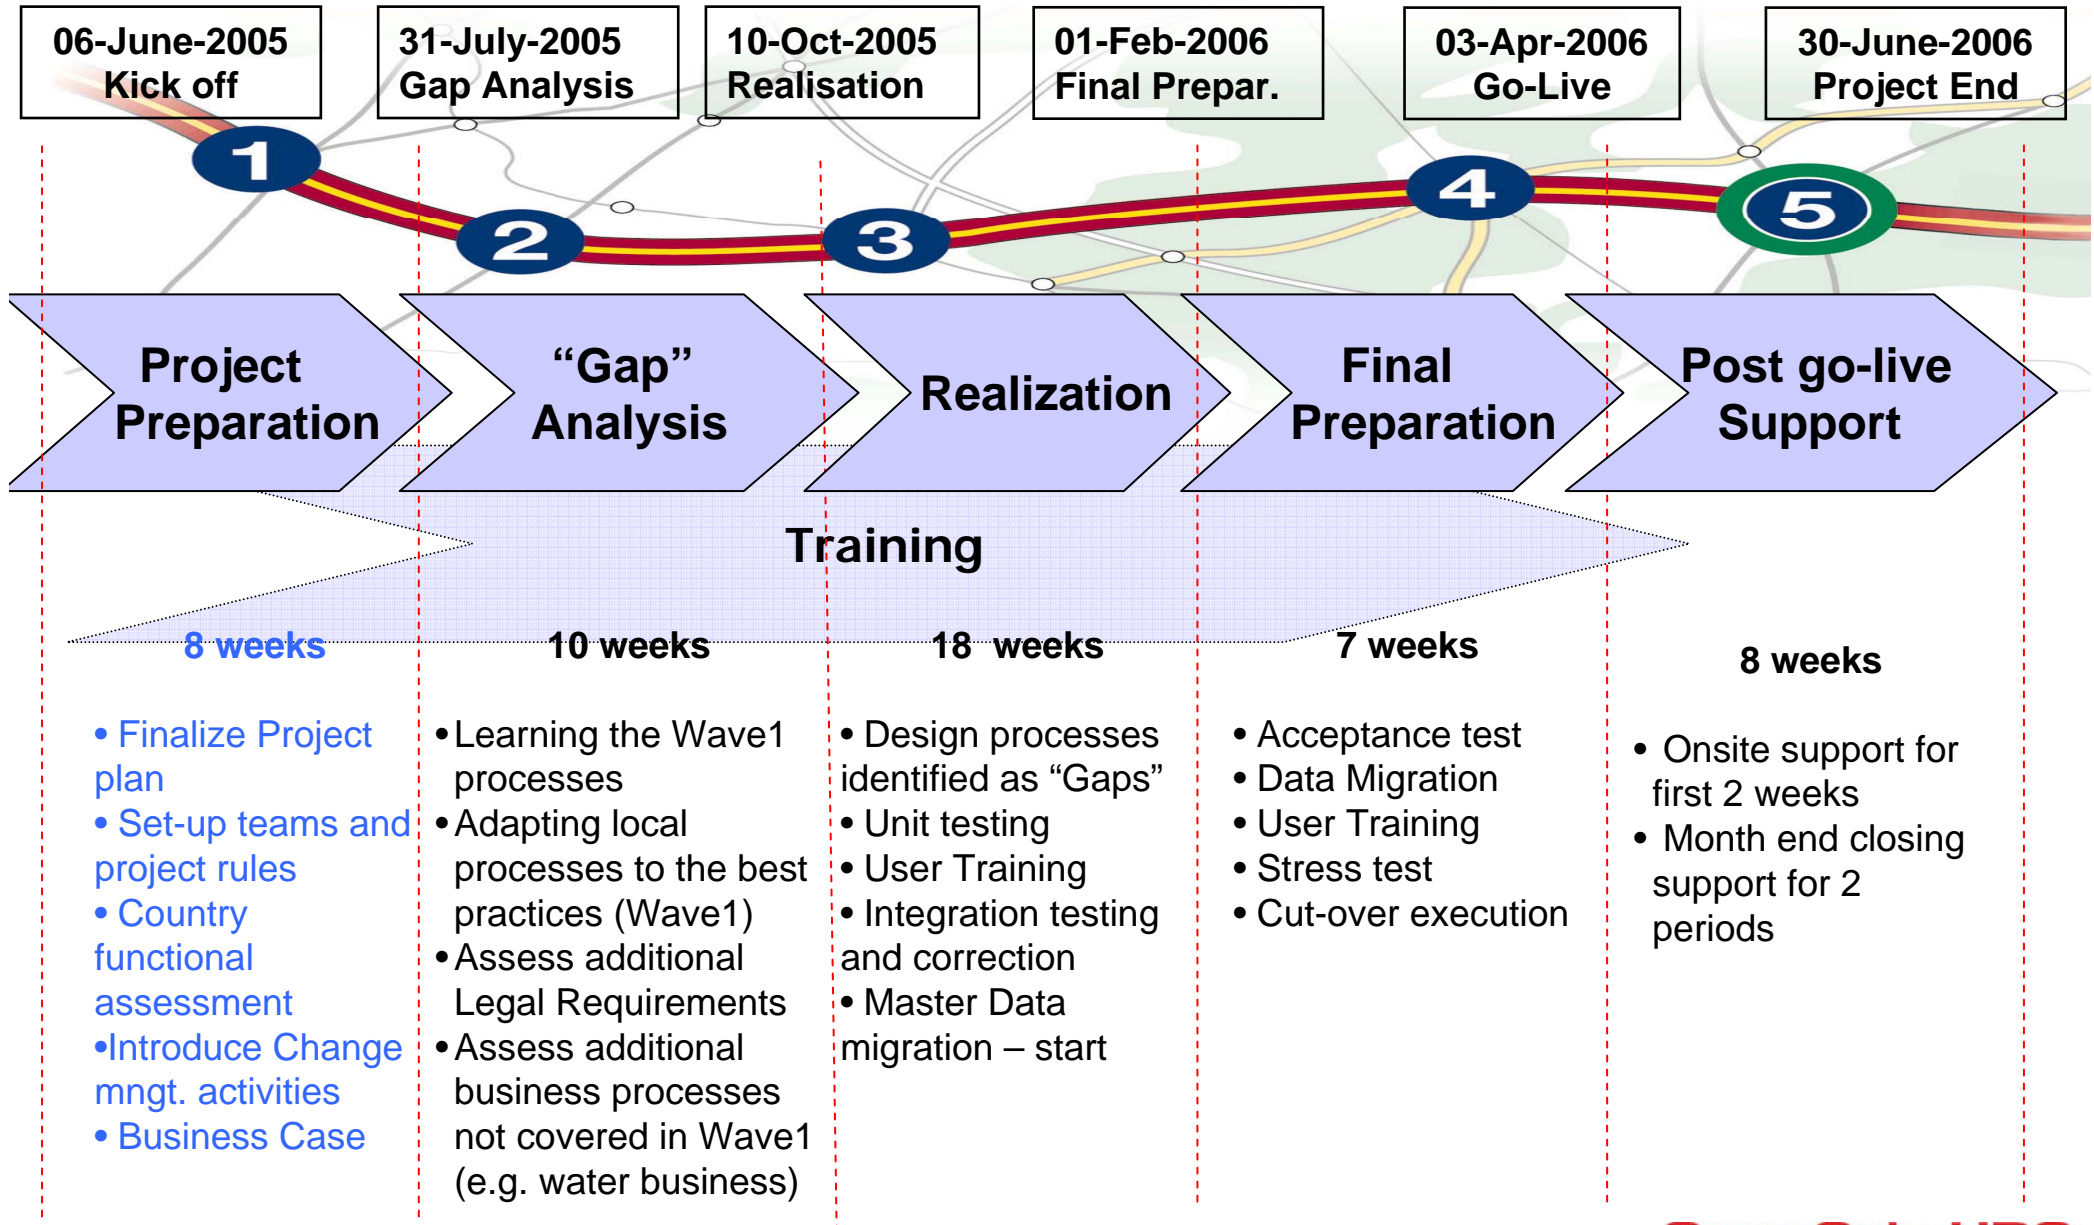 06-June-2005
Kick off
31-July-2005
Gap Analysis
10-Oct-2005
Realisation
01-Feb-2006
Final Prepar.
03-Apr-2006
Go-Live
30-June-2006
Project End
1
2
3
4
5
Project
Preparation
“Gap”
Analysis
Realization
Final
Preparation
Post go-live
Support
Training
8 weeks
• Finalize Project
plan
• Set-up teams and
project rules
• Country
functional
assessment
•Introduce Change
mngt. activities
• Business Case
10 weeks
•Learning the Wave1
processes
•Adapting local
processes to the best
practices (Wave1)
•Assess additional
Legal Requirements
•Assess additional
business processes
not covered in Wave1
(e.g. water business)
18 weeks
• Design processes
identified as “Gaps”
• Unit testing
• User Training
• Integration testing
and correction
• Master Data
migration – start
7 weeks
• Acceptance test
• Data Migration
• User Training
• Stress test
• Cut-over execution
8 weeks
• Onsite support for
first 2 weeks
• Month end closing
support for 2
periods